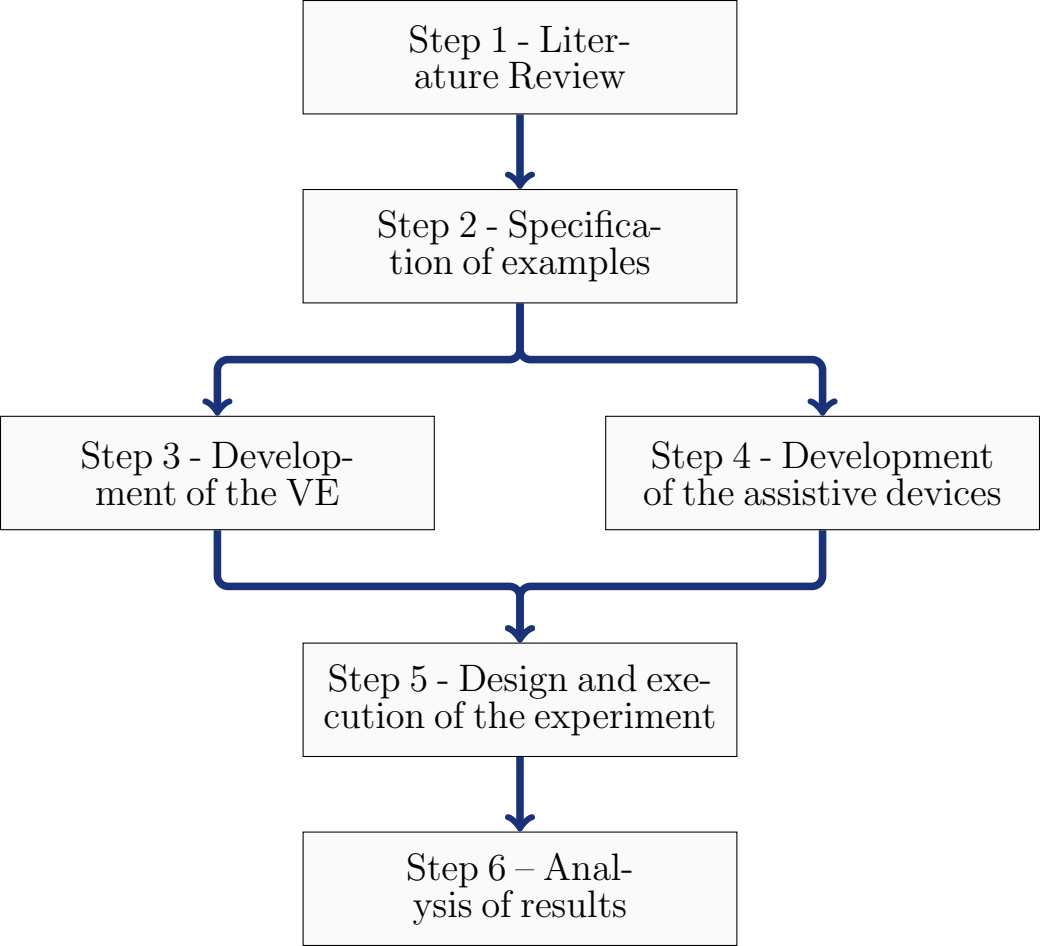 Step 1 - Liter-
ature Review
Step 2 - Specifica-
tion of examples
Step 3 - Develop-
ment of the VE
Step 4 - Development
of the assistive devices
Step 5 - Design and exe-
cution of the experiment
Step 6 – Anal-
ysis of results